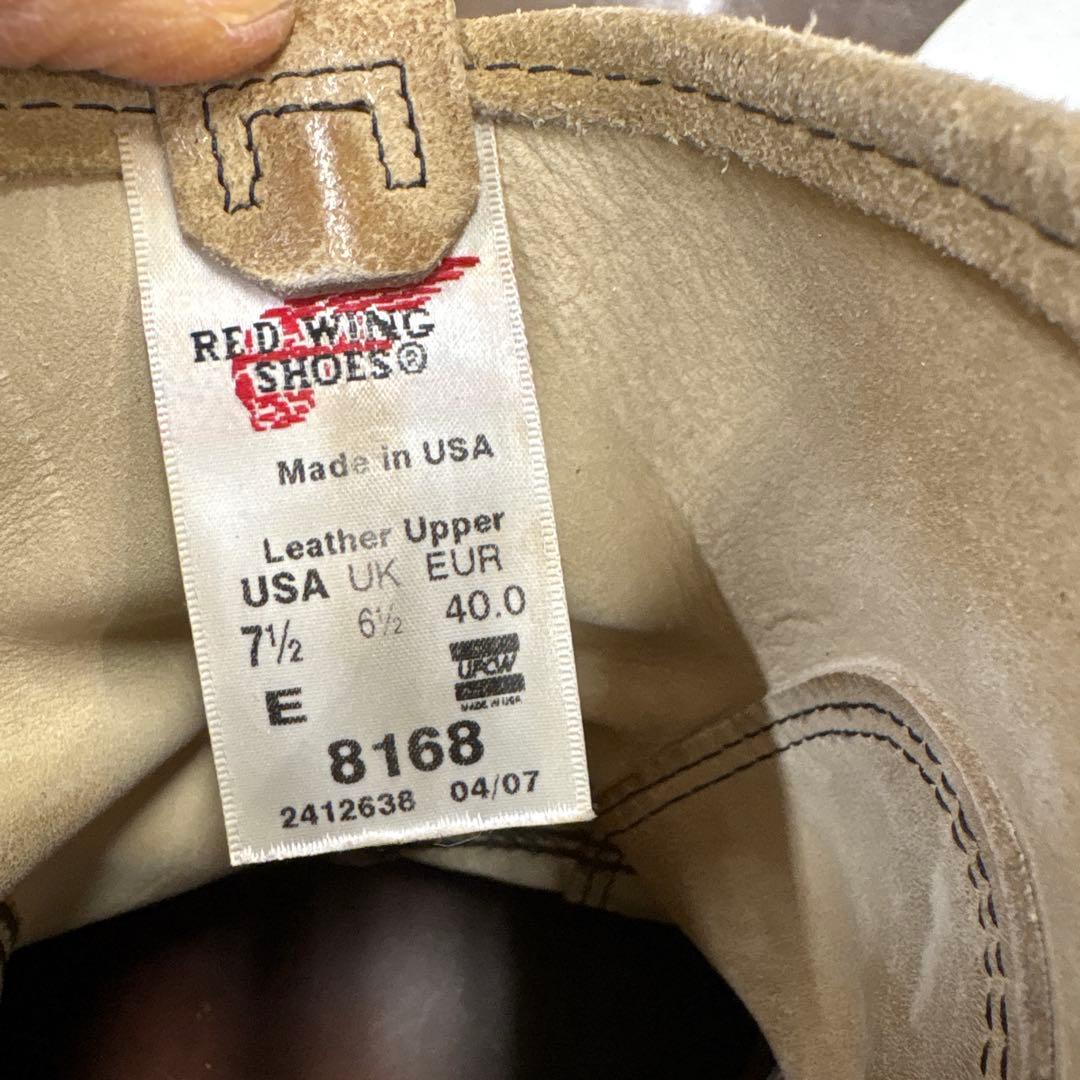 RED WING
SHOES®
Made in USA
Leather Upper
USA UK EUR
7½ 6½ 40.0
E UFCW
MADE IN USA
8168
2412638 04/07